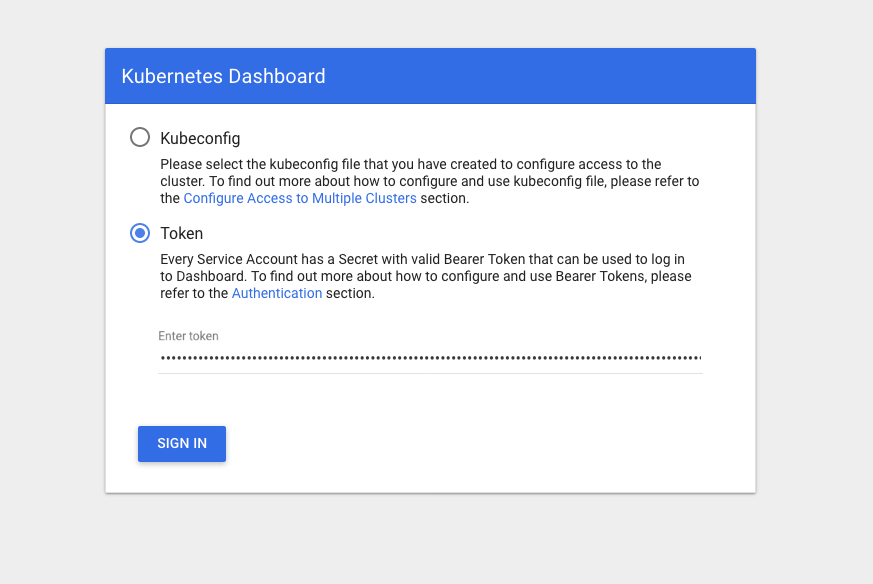 Kubernetes Dashboard
Kubeconfig
Please select the kubeconfig file that you have created to configure access to the
cluster. To find out more about how to configure and use kubeconfig file, please refer to
the Configure Access to Multiple Clusters section.
Token
Every Service Account has a Secret with valid Bearer Token that can be used to log in
to Dashboard. To find out more about how to configure and use Bearer Tokens, please
refer to the Authentication section.
Enter token
SIGN IN